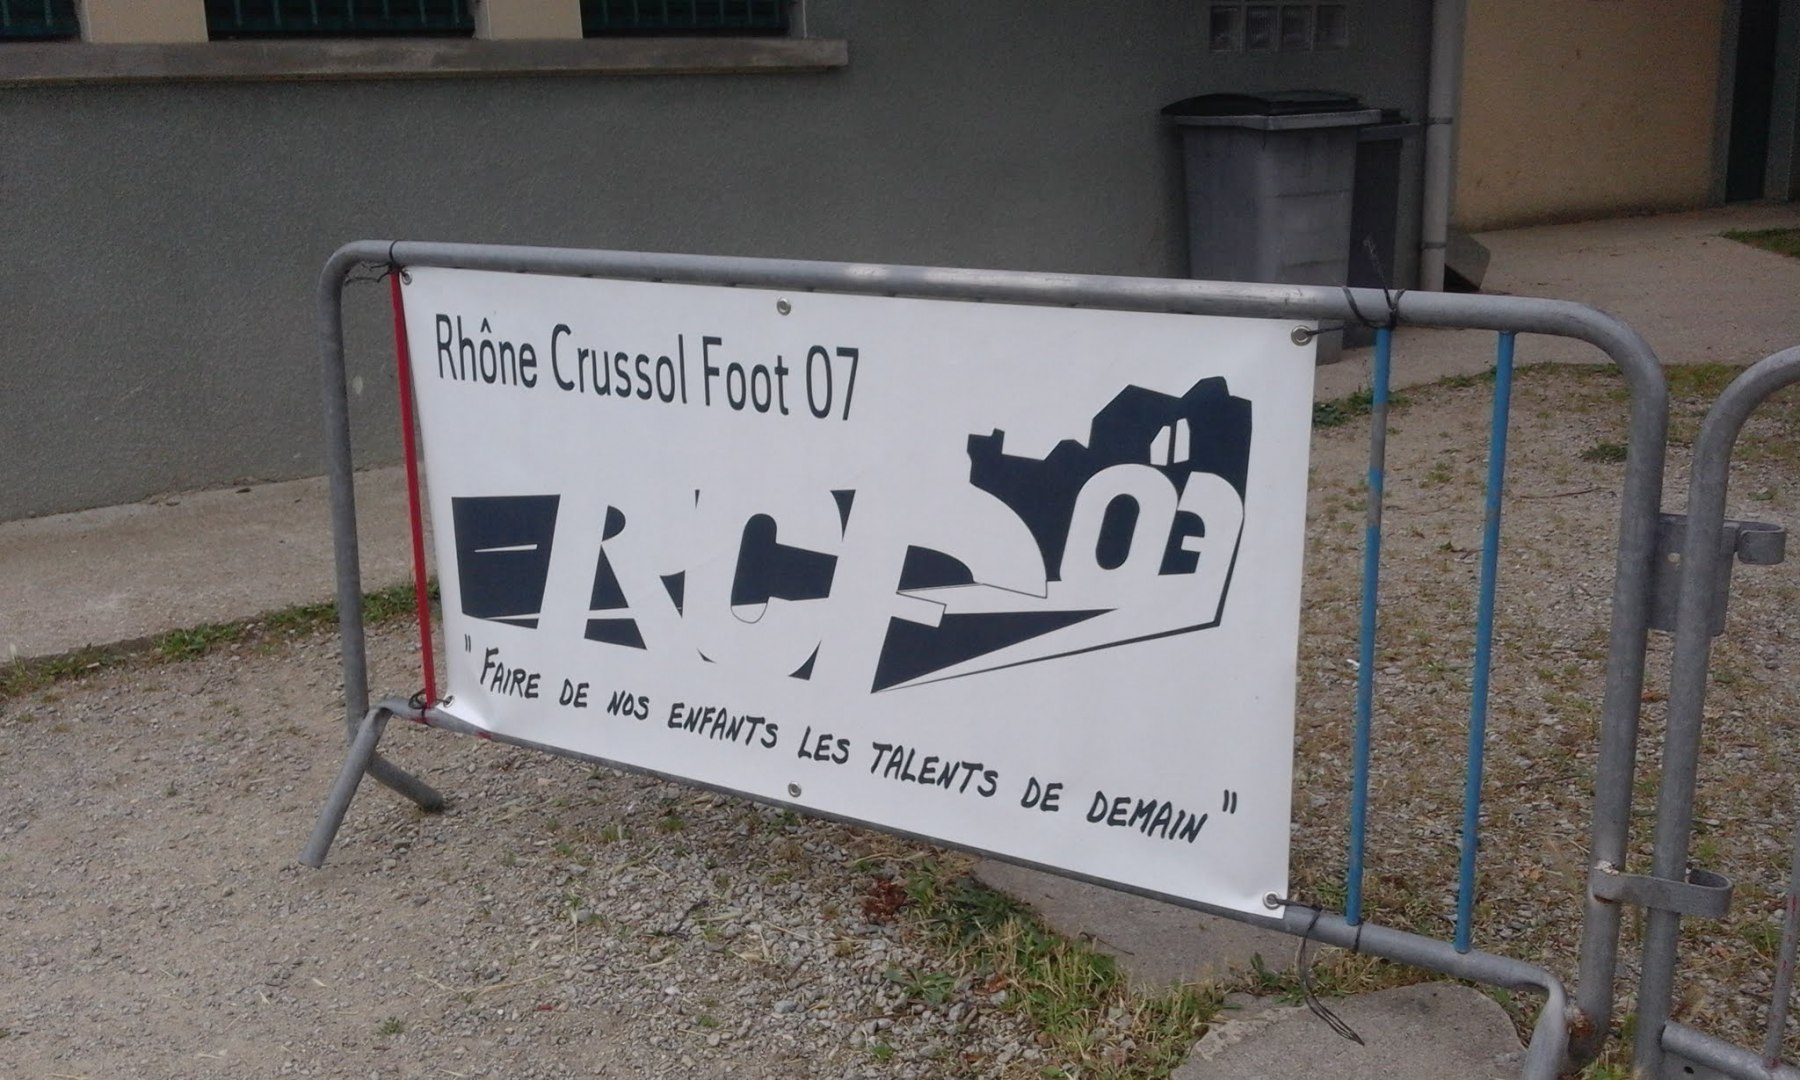 Rhône Crussol Foot 07
RCF 07
" FAIRE DE NOS ENFANTS LES TALENTS DE DEMAIN "